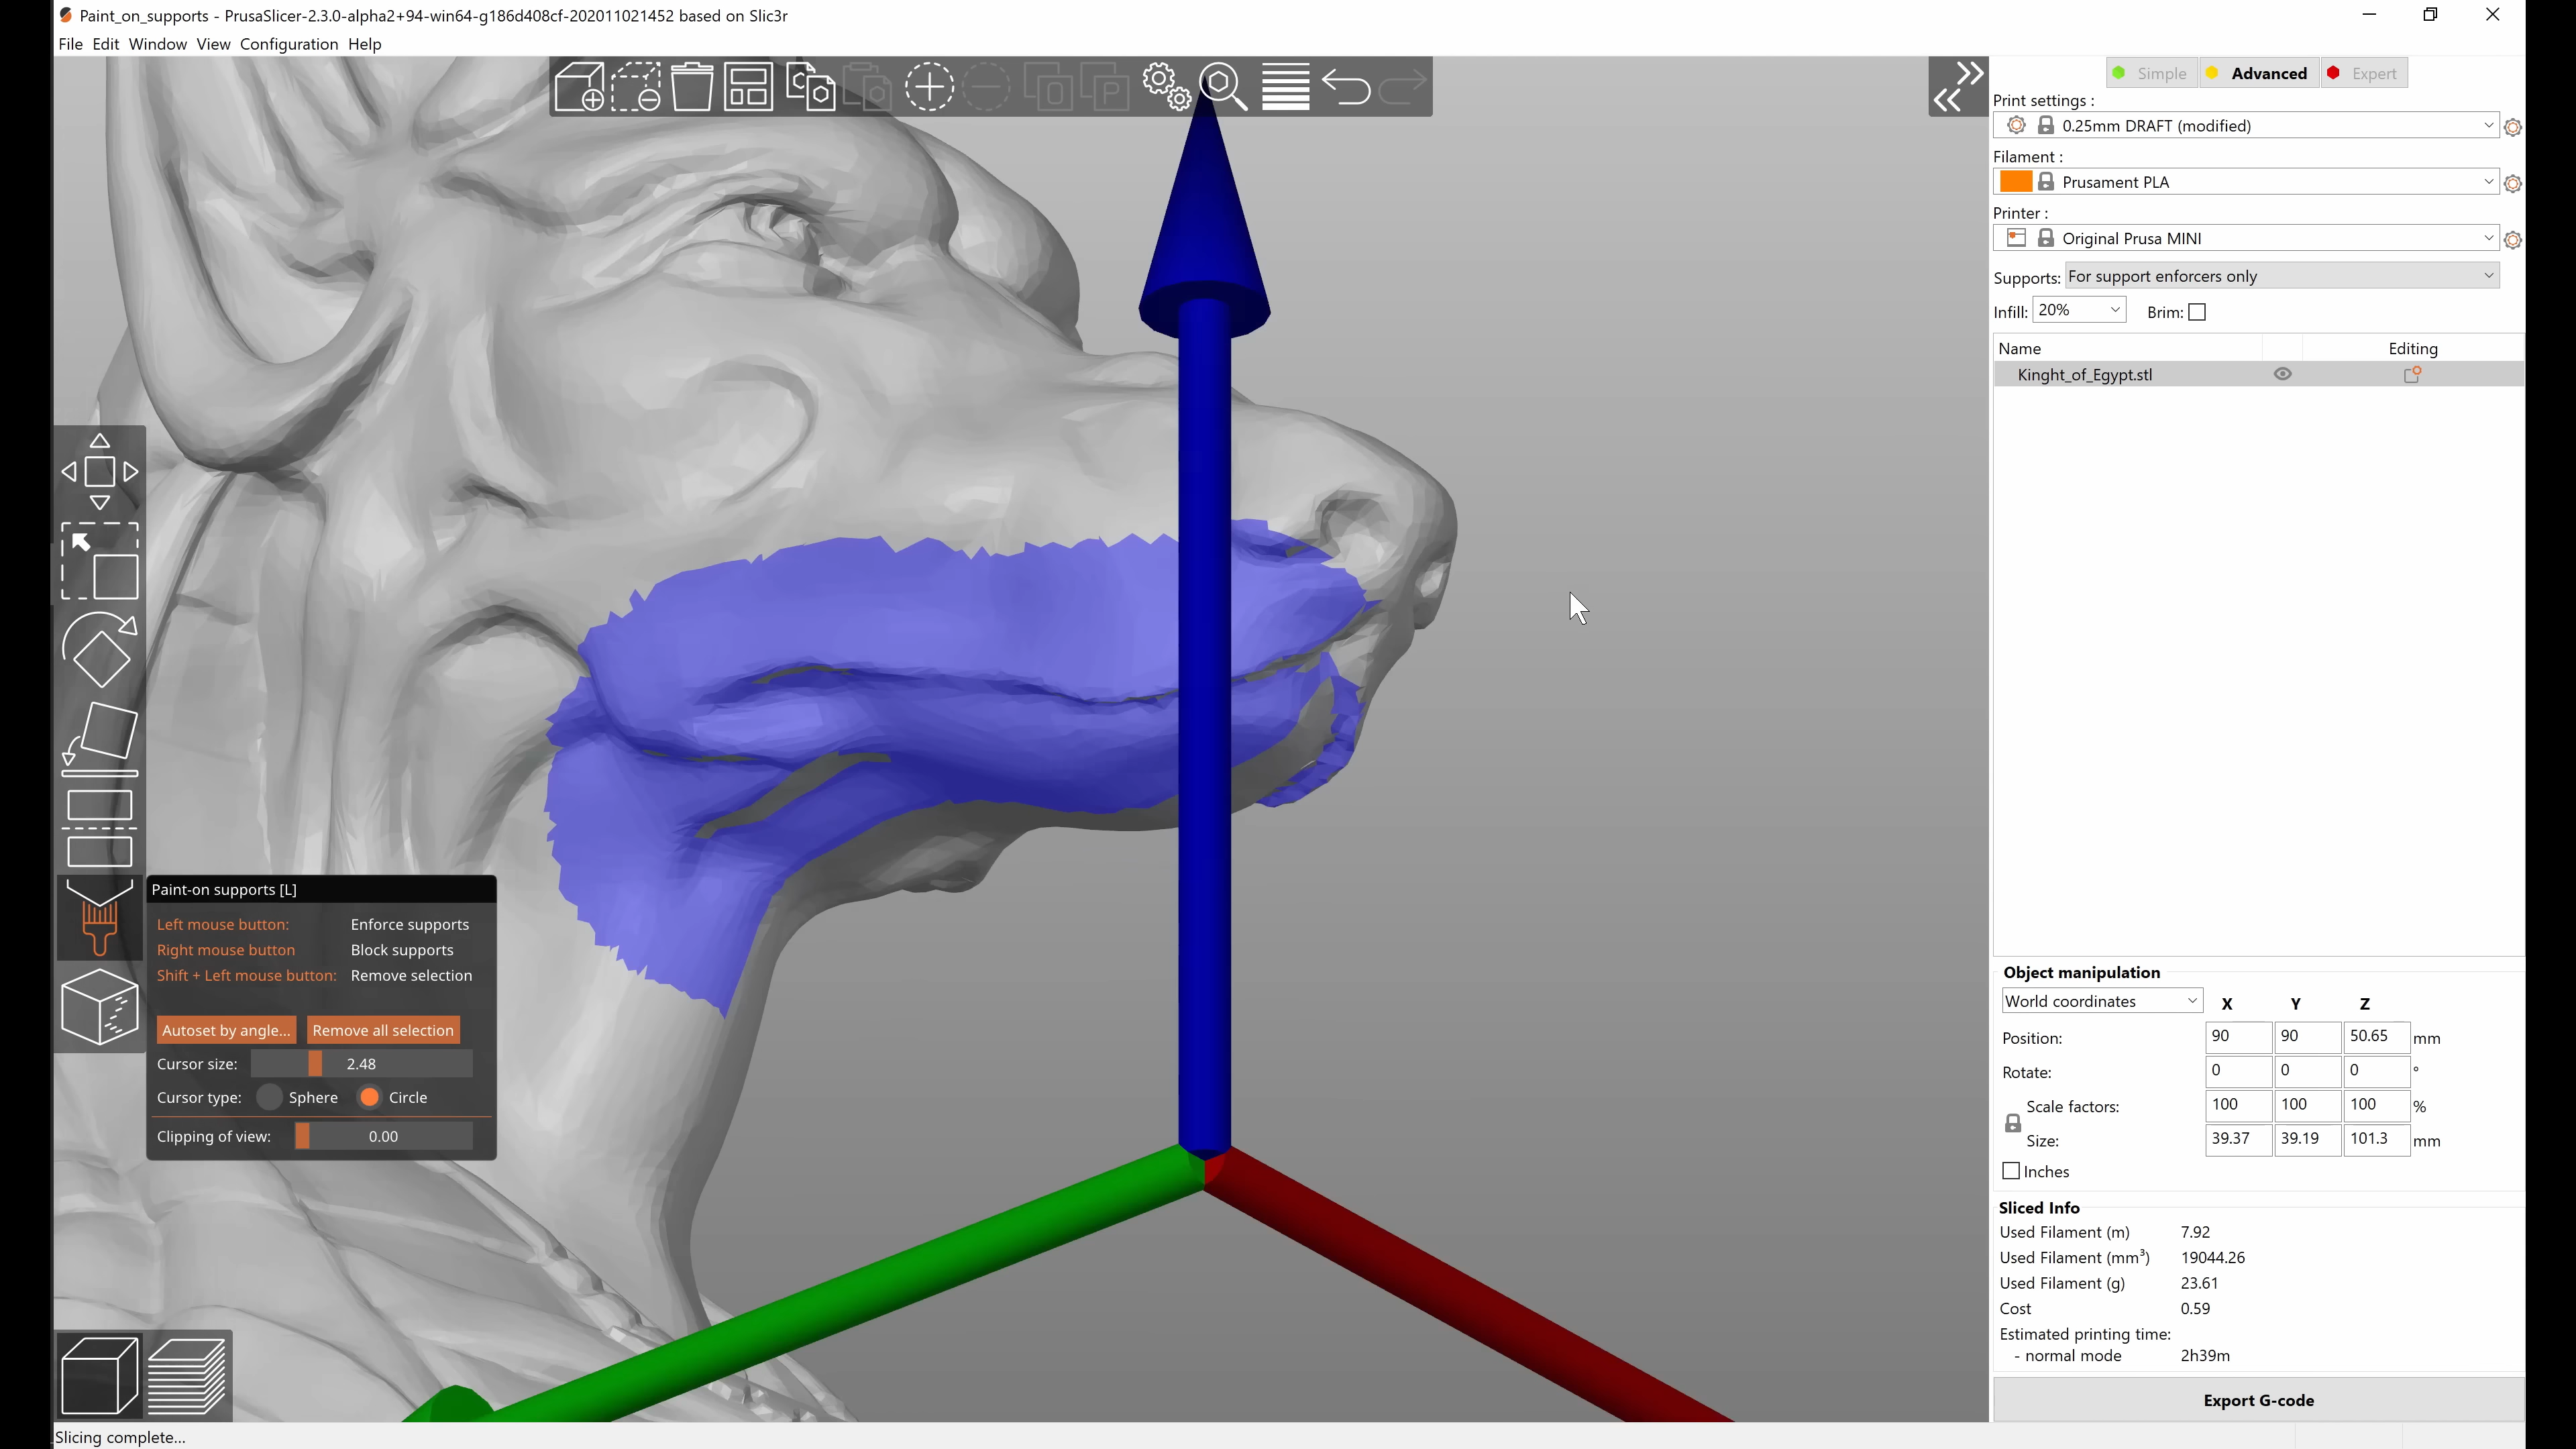 Paint_on_supports - PrusaSlicer-2.3.0-alpha2+94-win64-g186d408cf-202011021452 based on Slic3r
File Edit Window View Configuration Help
Simple Advanced Expert
Print settings :
0.25mm DRAFT (modified)
Filament :
Prusament PLA
Printer :
Original Prusa MINI
Supports: For support enforcers only
Infill: 20% Brim:
Name Editing
Kinght_of_Egypt.stl
Paint-on supports [L]
Left mouse button: Enforce supports
Right mouse button Block supports
Shift + Left mouse button: Remove selection
Autoset by angle... Remove all selection
Cursor size: 2.48
Cursor type: Sphere Circle
Clipping of view: 0.00
Object manipulation
World coordinates X Y Z
Position: 90 90 50.65 mm
Rotate: 0 0 0 °
Scale factors: 100 100 100 %
Size: 39.37 39.19 101.3 mm
Inches
Sliced Info
Used Filament (m) 7.92
Used Filament (mm³) 19044.26
Used Filament (g) 23.61
Cost 0.59
Estimated printing time:
- normal mode 2h39m
Export G-code
Slicing complete...